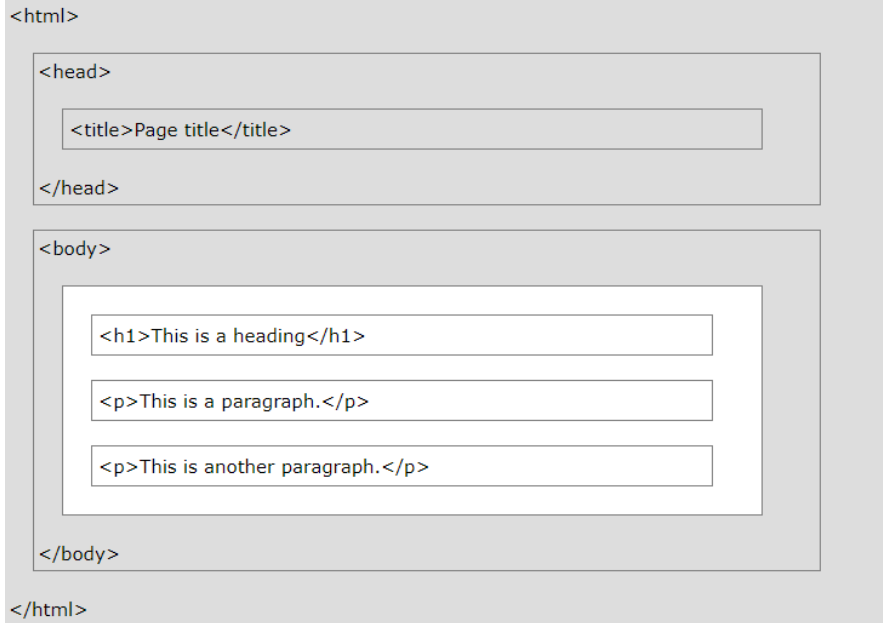 <html>
<head>
<title>Page title</title>
</head>
<body>
<h1>This is a heading</h1>
<p>This is a paragraph.</p>
<p>This is another paragraph.</p>
</body>
</html>